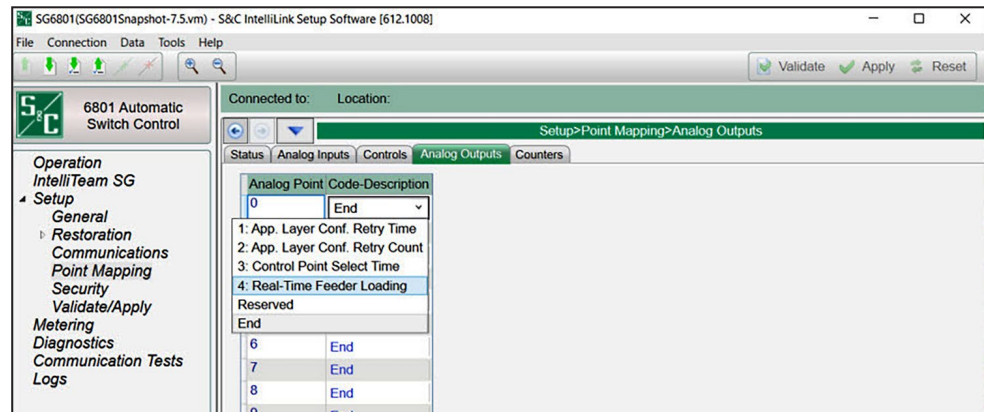 SG6801(SG6801Snapshot-7.5.vm) - S&C IntelliLink Setup Software [612.1008]
File Connection Data Tools Help
Validate Apply Reset
S&C
6801 Automatic
Switch Control
Connected to: Location:
Setup>Point Mapping>Analog Outputs
Status Analog Inputs Controls Analog Outputs Counters
Operation
IntelliTeam SG
Setup
General
Restoration
Communications
Point Mapping
Security
Validate/Apply
Metering
Diagnostics
Communication Tests
Logs
Analog Point Code-Description
0 End
1: App. Layer Conf. Retry Time
2: App. Layer Conf. Retry Count
3: Control Point Select Time
4: Real-Time Feeder Loading
Reserved
End
6 End
7 End
8 End